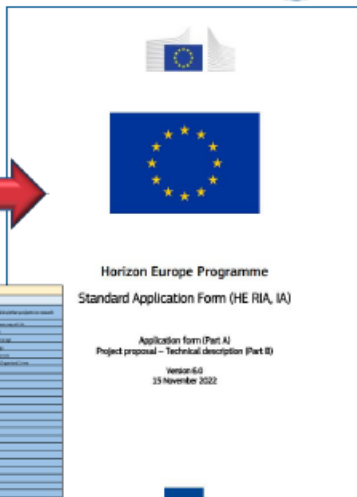 Horizon Europe Programme
Standard Application Form (HE RIA, IA)
Application form (Part A)
Project proposal – Technical description (Part B)
Version 6.0
15 November 2022